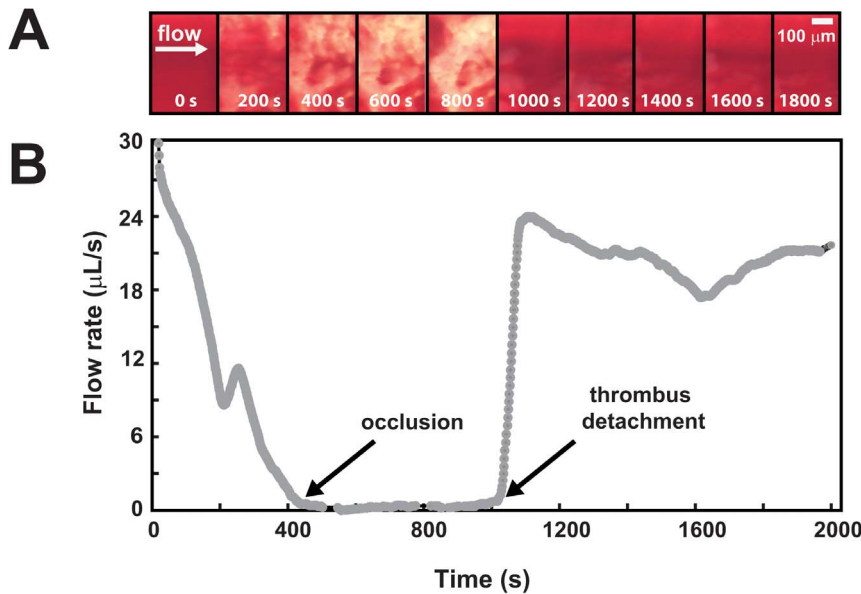 A
flow
100 μm
0 s
200 s
400 s
600 s
800 s
1000 s
1200 s
1400 s
1600 s
1800 s
B
30
24
18
12
6
0
Flow rate (μL/s)
occlusion
thrombus
detachment
0
400
800
1200
1600
2000
Time (s)